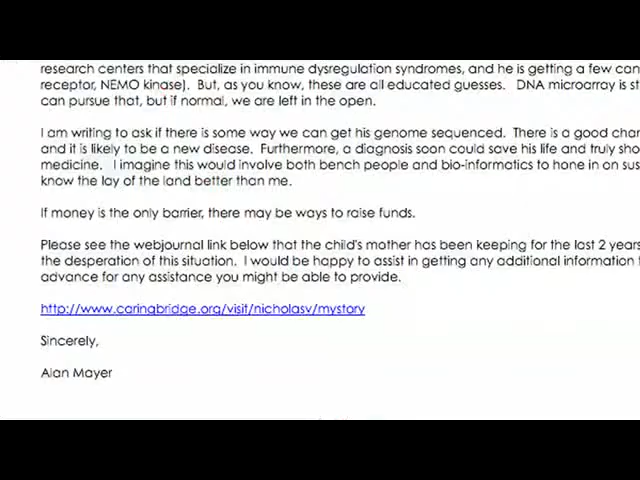 research centers that specialize in immune dysregulation syndromes, and he is getting a few can
receptor, NEMO kinase). But, as you know, these are all educated guesses. DNA microarray is st
can pursue that, but if normal, we are left in the open.
I am writing to ask if there is some way we can get his genome sequenced. There is a good char
and it is likely to be a new disease. Furthermore, a diagnosis soon could save his life and truly sho
medicine. I imagine this would involve both bench people and bio-informatics to hone in on sus
know the lay of the land better than me.
If money is the only barrier, there may be ways to raise funds.
Please see the webjournal link below that the child's mother has been keeping for the last 2 years
the desperation of this situation. I would be happy to assist in getting any additional information t
advance for any assistance you might be able to provide.
http://www.caringbridge.org/visit/nicholasv/mystory
Sincerely,
Alan Mayer